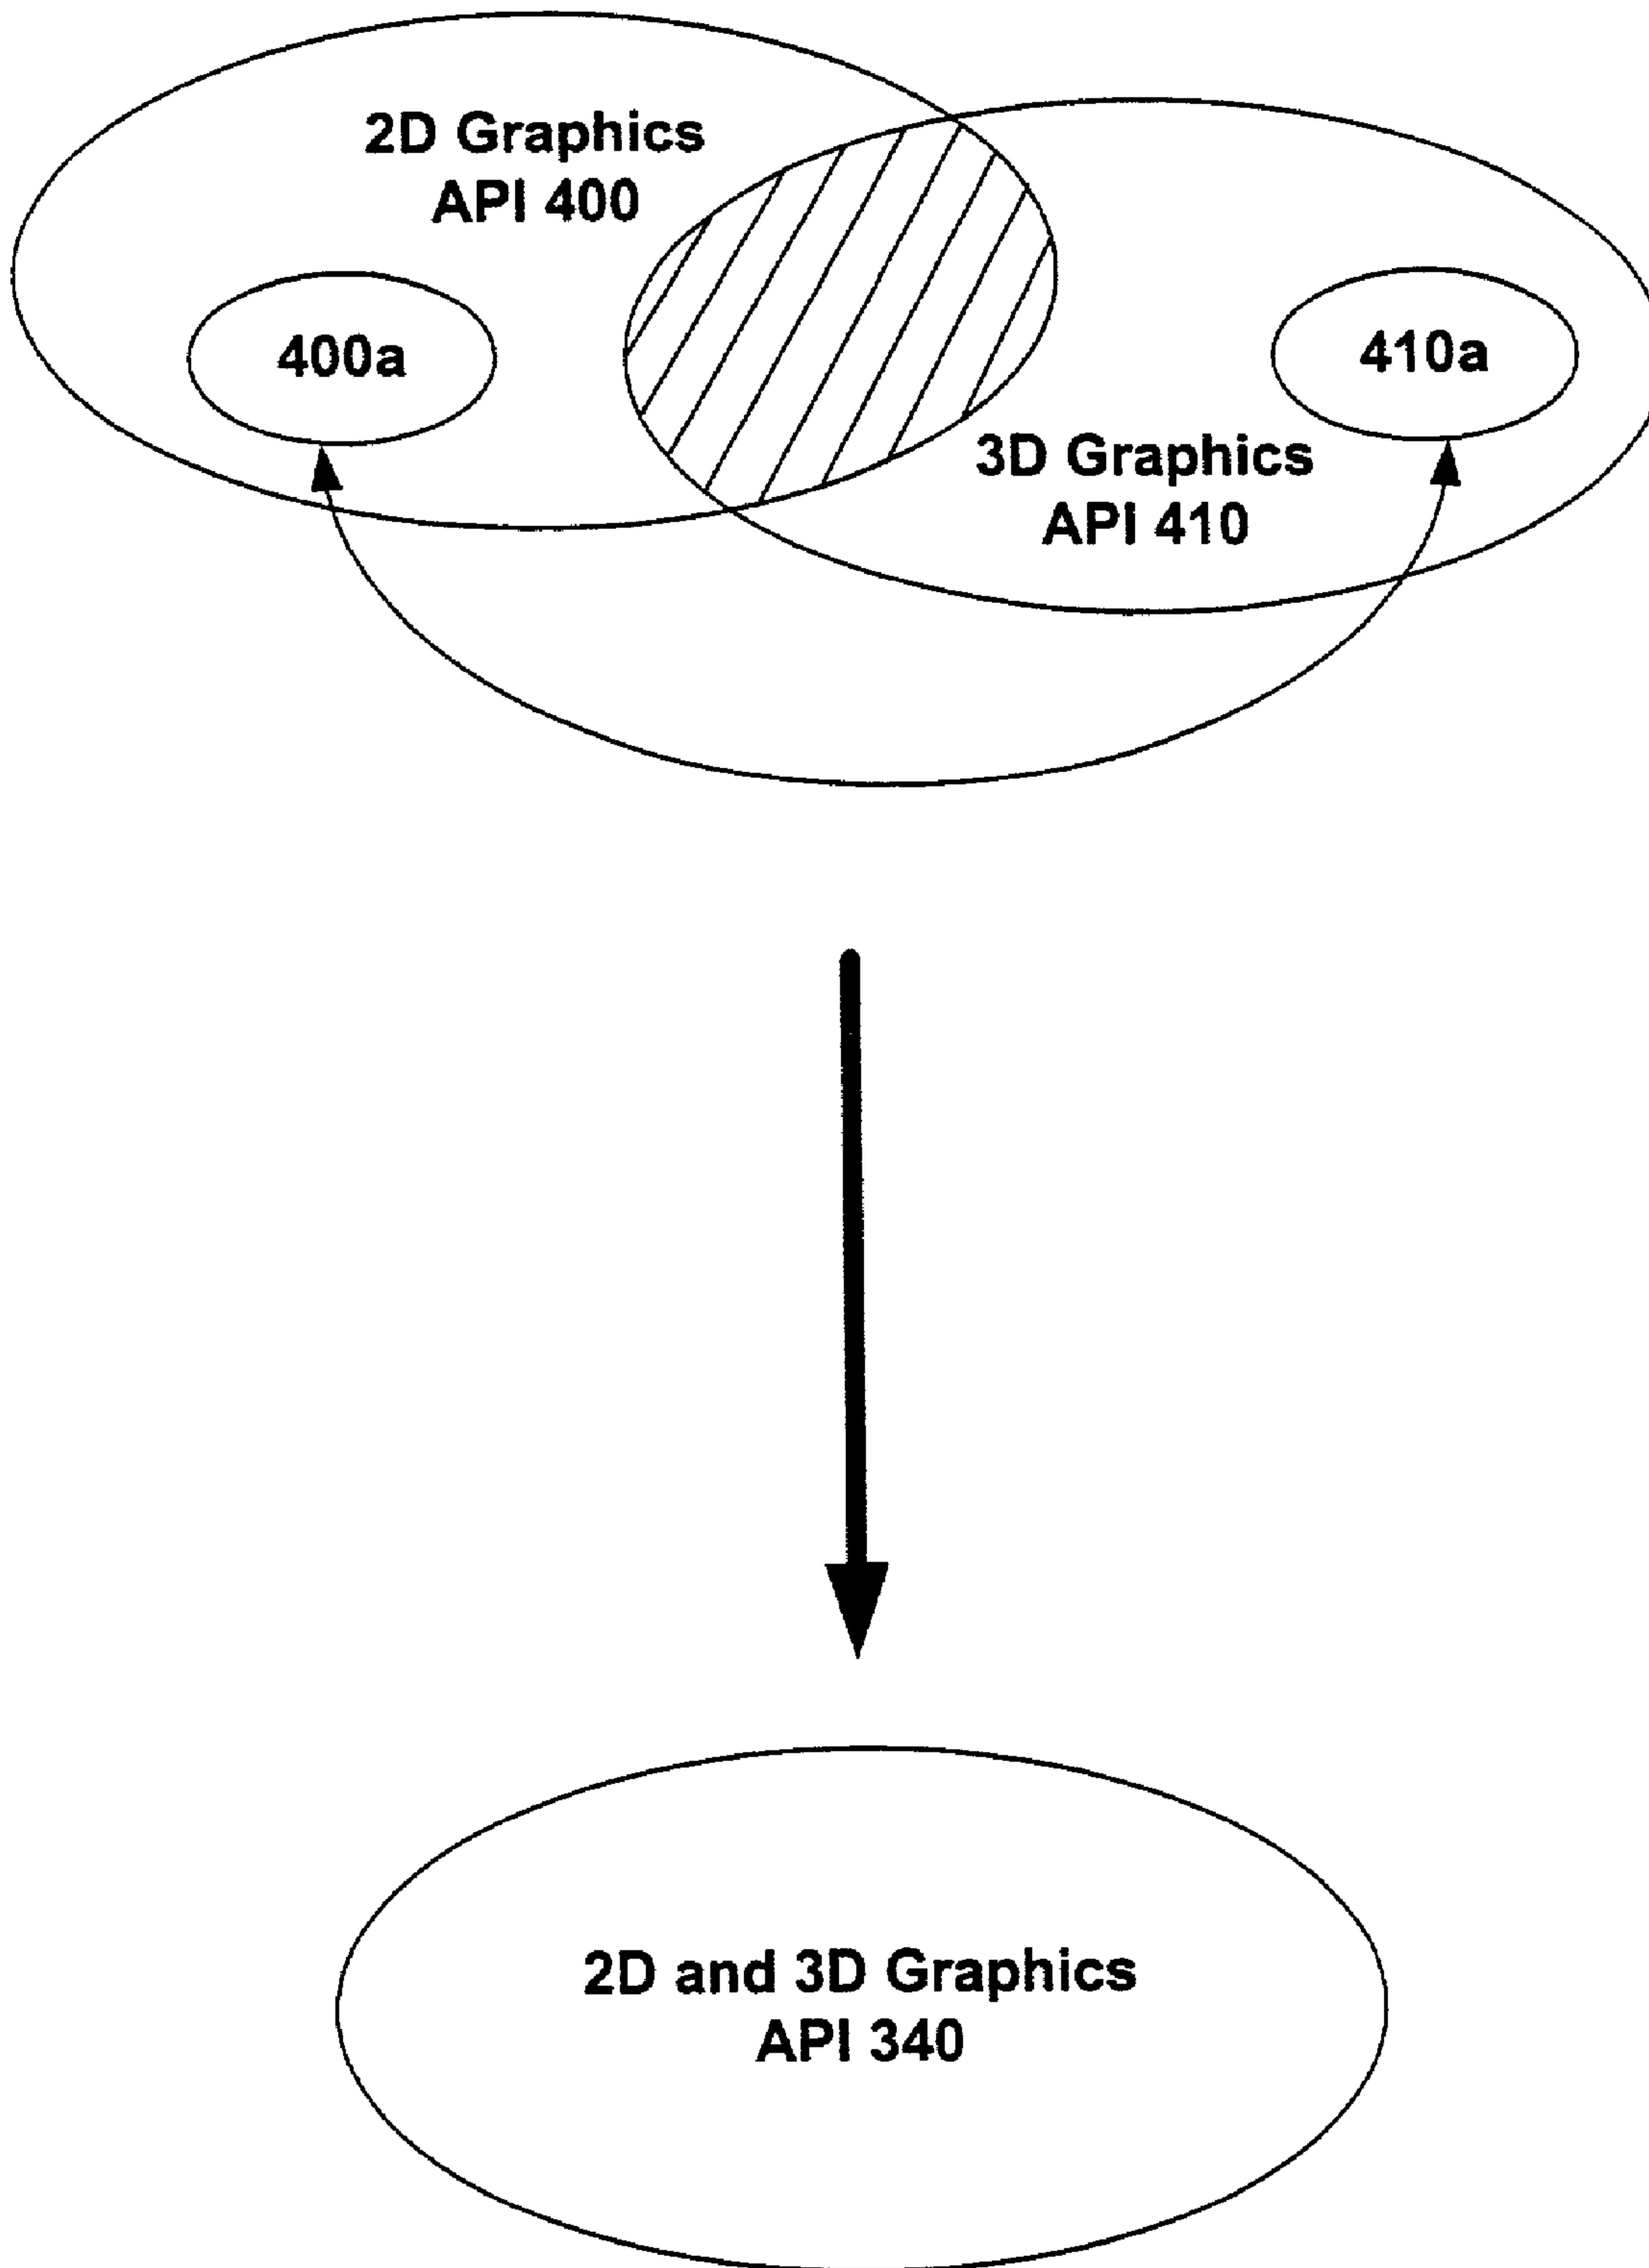 2D Graphics
API 400
400a
410a
3D Graphics
API 410
2D and 3D Graphics
API 340